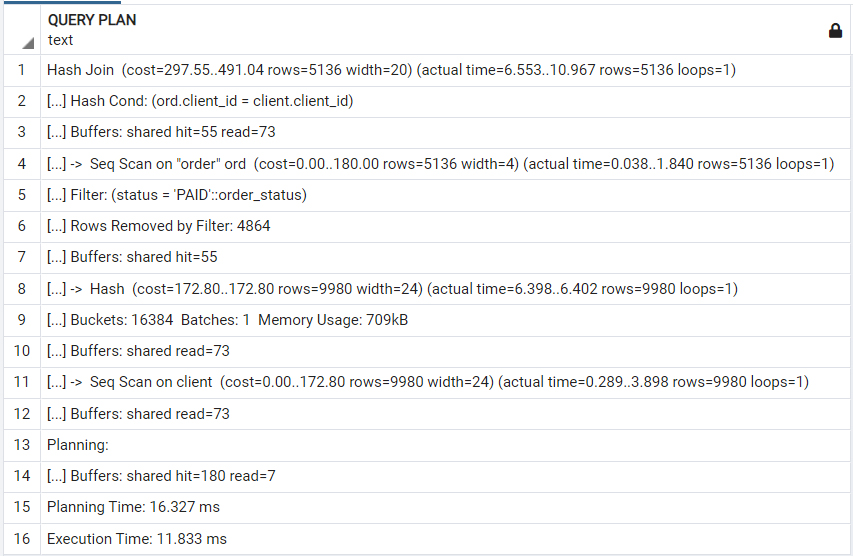 QUERY PLAN
text
1 Hash Join (cost=297.55..491.04 rows=5136 width=20) (actual time=6.553..10.967 rows=5136 loops=1)
2 [...] Hash Cond: (ord.client_id = client.client_id)
3 [...] Buffers: shared hit=55 read=73
4 [...] -> Seq Scan on "order" ord (cost=0.00..180.00 rows=5136 width=4) (actual time=0.038..1.840 rows=5136 loops=1)
5 [...] Filter: (status = 'PAID'::order_status)
6 [...] Rows Removed by Filter: 4864
7 [...] Buffers: shared hit=55
8 [...] -> Hash (cost=172.80..172.80 rows=9980 width=24) (actual time=6.398..6.402 rows=9980 loops=1)
9 [...] Buckets: 16384 Batches: 1 Memory Usage: 709kB
10 [...] Buffers: shared read=73
11 [...] -> Seq Scan on client (cost=0.00..172.80 rows=9980 width=24) (actual time=0.289..3.898 rows=9980 loops=1)
12 [...] Buffers: shared read=73
13 Planning:
14 [...] Buffers: shared hit=180 read=7
15 Planning Time: 16.327 ms
16 Execution Time: 11.833 ms